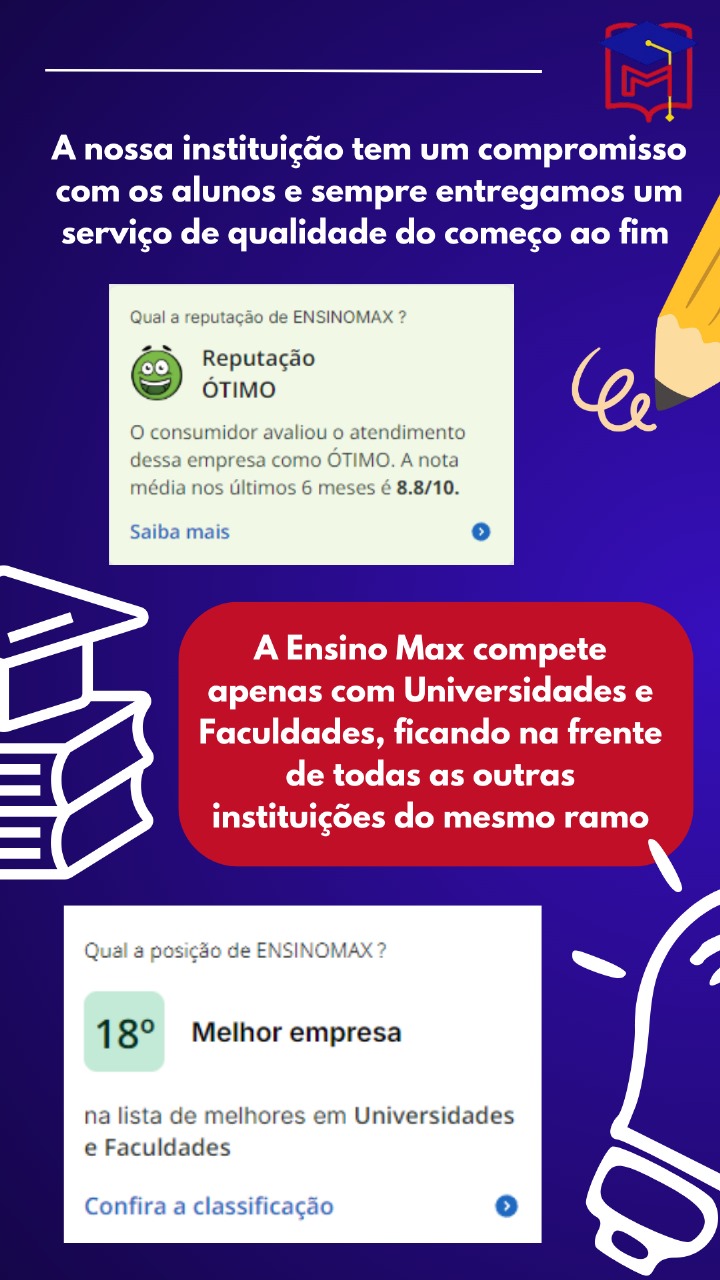 A nossa instituição tem um compromisso
com os alunos e sempre entregamos um
serviço de qualidade do começo ao fim
Qual a reputação de ENSINOMAX ?
Reputação
ÓTIMO
O consumidor avaliou o atendimento
dessa empresa como ÓTIMO. A nota
média nos últimos 6 meses é 8.8/10.
Saiba mais
A Ensino Max compete
apenas com Universidades e
Faculdades, ficando na frente
de todas as outras
instituições do mesmo ramo
Qual a posição de ENSINOMAX ?
18º Melhor empresa
na lista de melhores em Universidades
e Faculdades
Confira a classificação